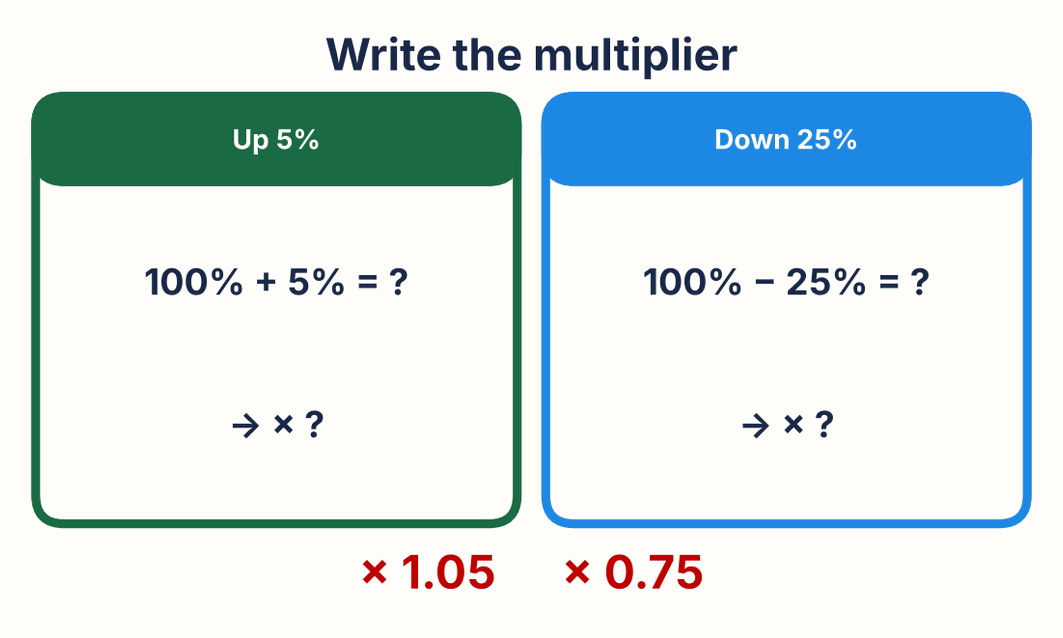 Write the multiplier
Up 5%
100% + 5% = ?
→ × ?
Down 25%
100% − 25% = ?
→ × ?
× 1.05 × 0.75